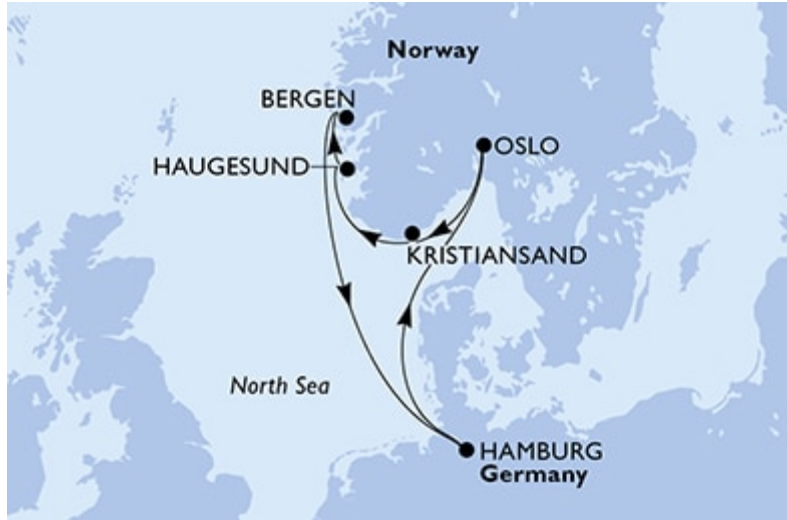 Norway
BERGEN
OSLO
HAUGESUND
KRISTIANSAND
North Sea
HAMBURG
Germany